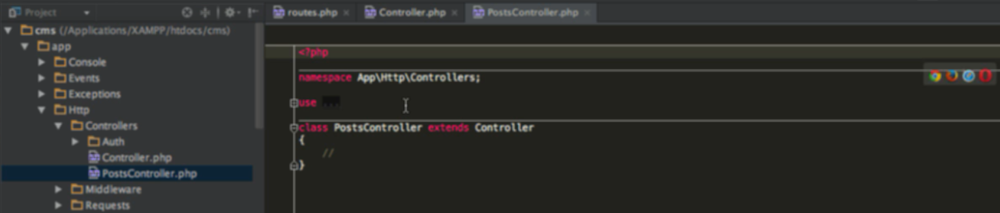 Project
routes.php
Controller.php
PostsController.php
cms (/Applications/XAMPP/htdocs/cms)
app
Console
Events
Exceptions
Http
Controllers
Auth
Controller.php
PostsController.php
Middleware
Requests
<?php
namespace App\Http\Controllers;
use ...
class PostsController extends Controller
{
//
}